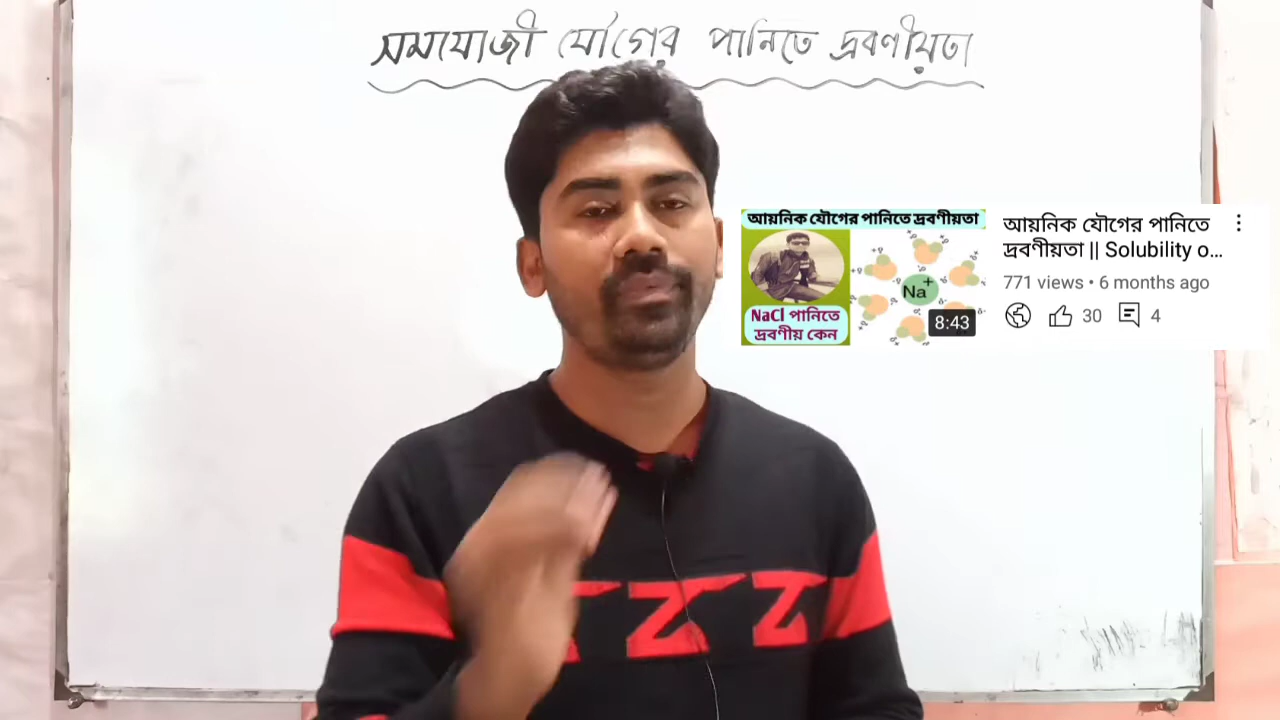 সমযোজী যৌগের পানিতে দ্রবণীয়তা
আয়নিক যৌগের পানিতে দ্রবণীয়তা
Na+
NaCl পানিতে
দ্রবণীয় কেন
8:43
আয়নিক যৌগের পানিতে
দ্রবণীয়তা || Solubility o...
771 views • 6 months ago
30 4
ZZ